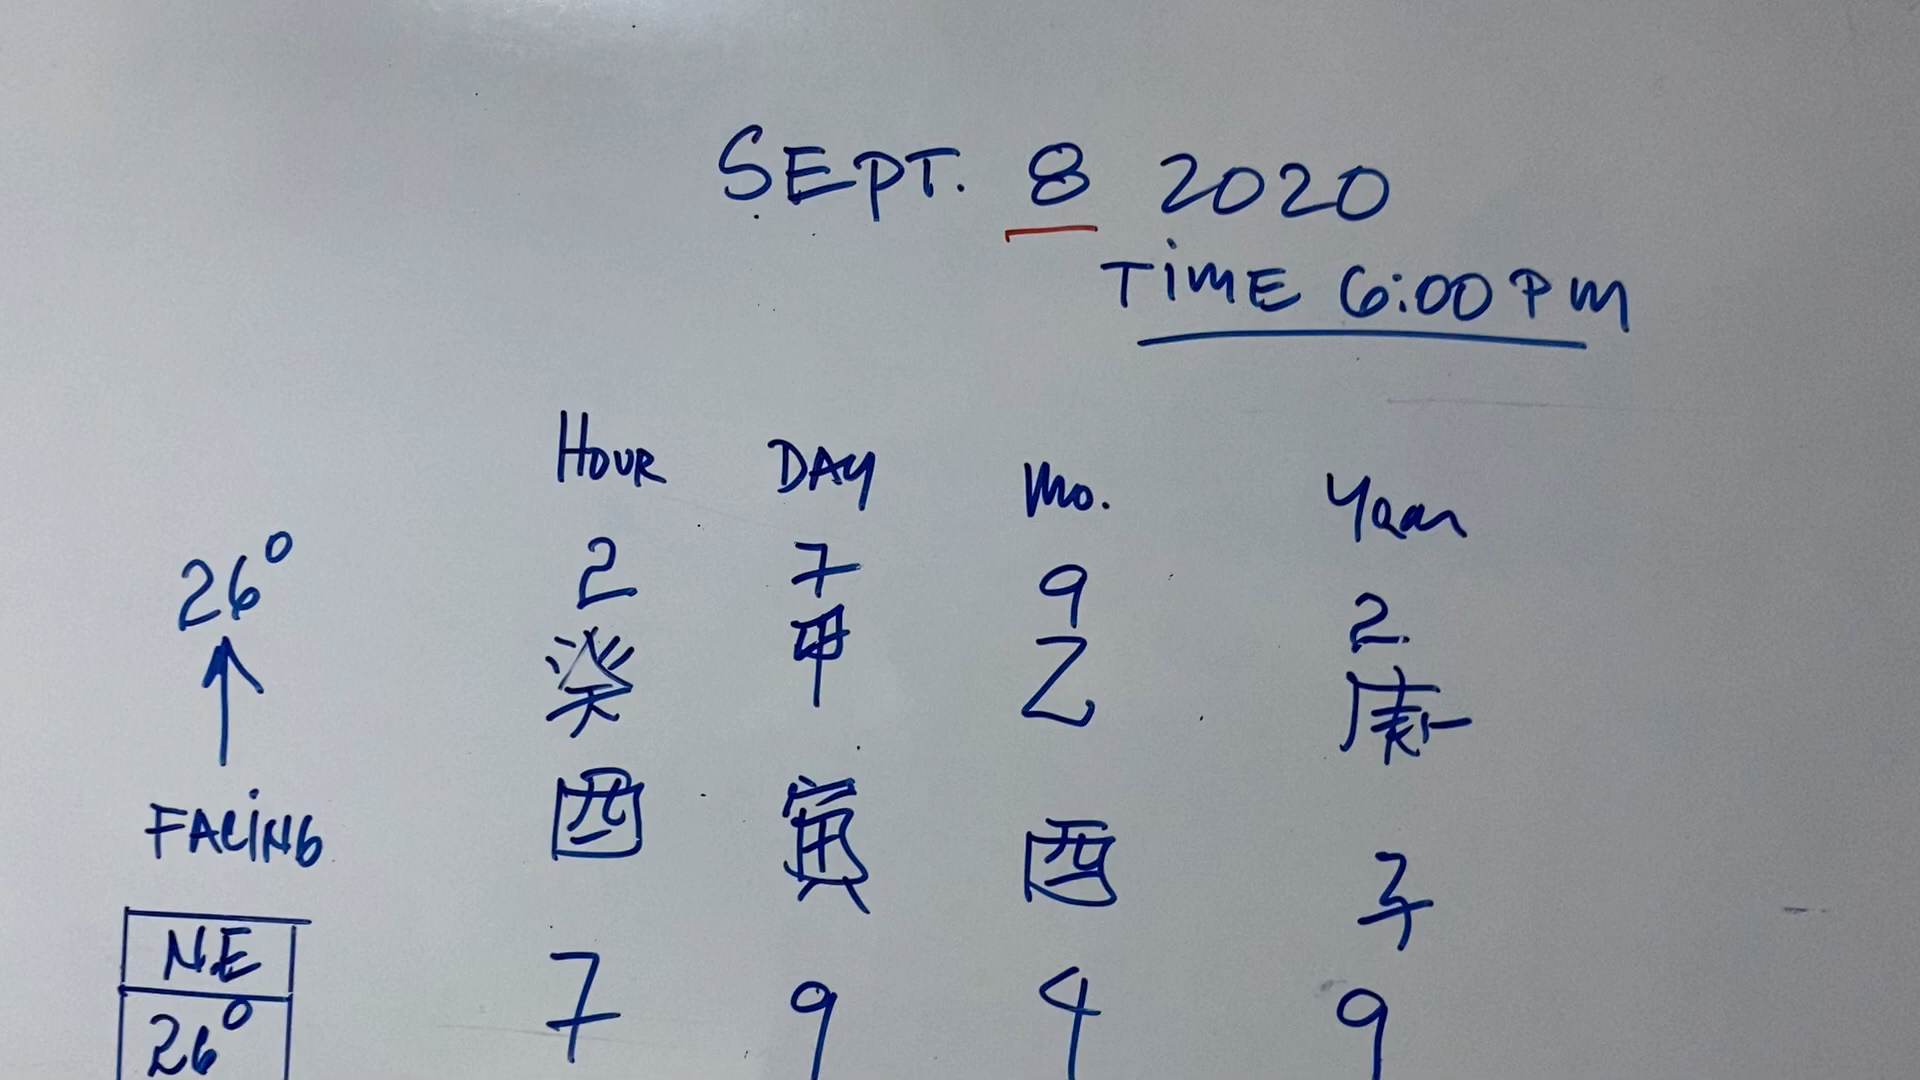 SEPT. 8 2020
TiME 6:00 PM
HOUR DAY Mo. Year
26° 2 7 9 2
癸 甲 乙 庚
FACiNG 酉 寅 酉 子
N.E 7 9 4 9
26°